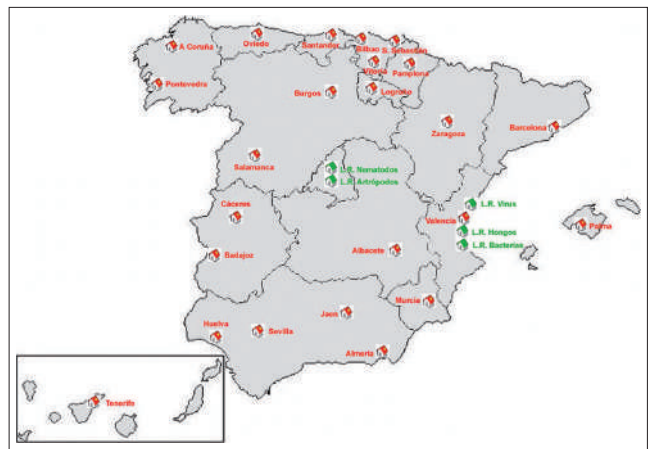 Oviedo
Santander
Bilbao
S. Sebastián
A Coruña
Vitoria
Pamplona
Pontevedra
Burgos
Logroño
Zaragoza
Barcelona
Salamanca
L.R. Nematodos
L.R. Artrópodos
Cáceres
L.R. Virus
Valencia
Palma
L.R. Hongos
L.R. Bacterias
Badajoz
Albacete
Murcia
Jaen
Huelva
Sevilla
Almería
Tenerife